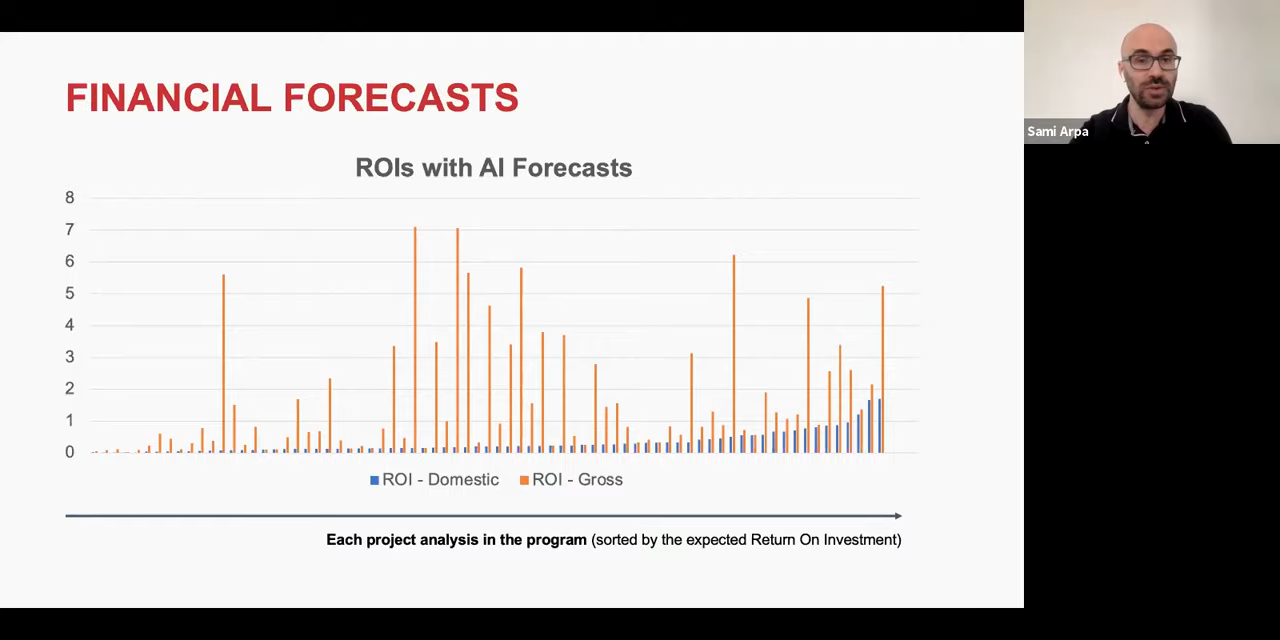 FINANCIAL FORECASTS
Sami Arpa
ROIs with AI Forecasts
8
7
6
5
4
3
2
1
0
ROI - Domestic ROI - Gross
Each project analysis in the program (sorted by the expected Return On Investment)